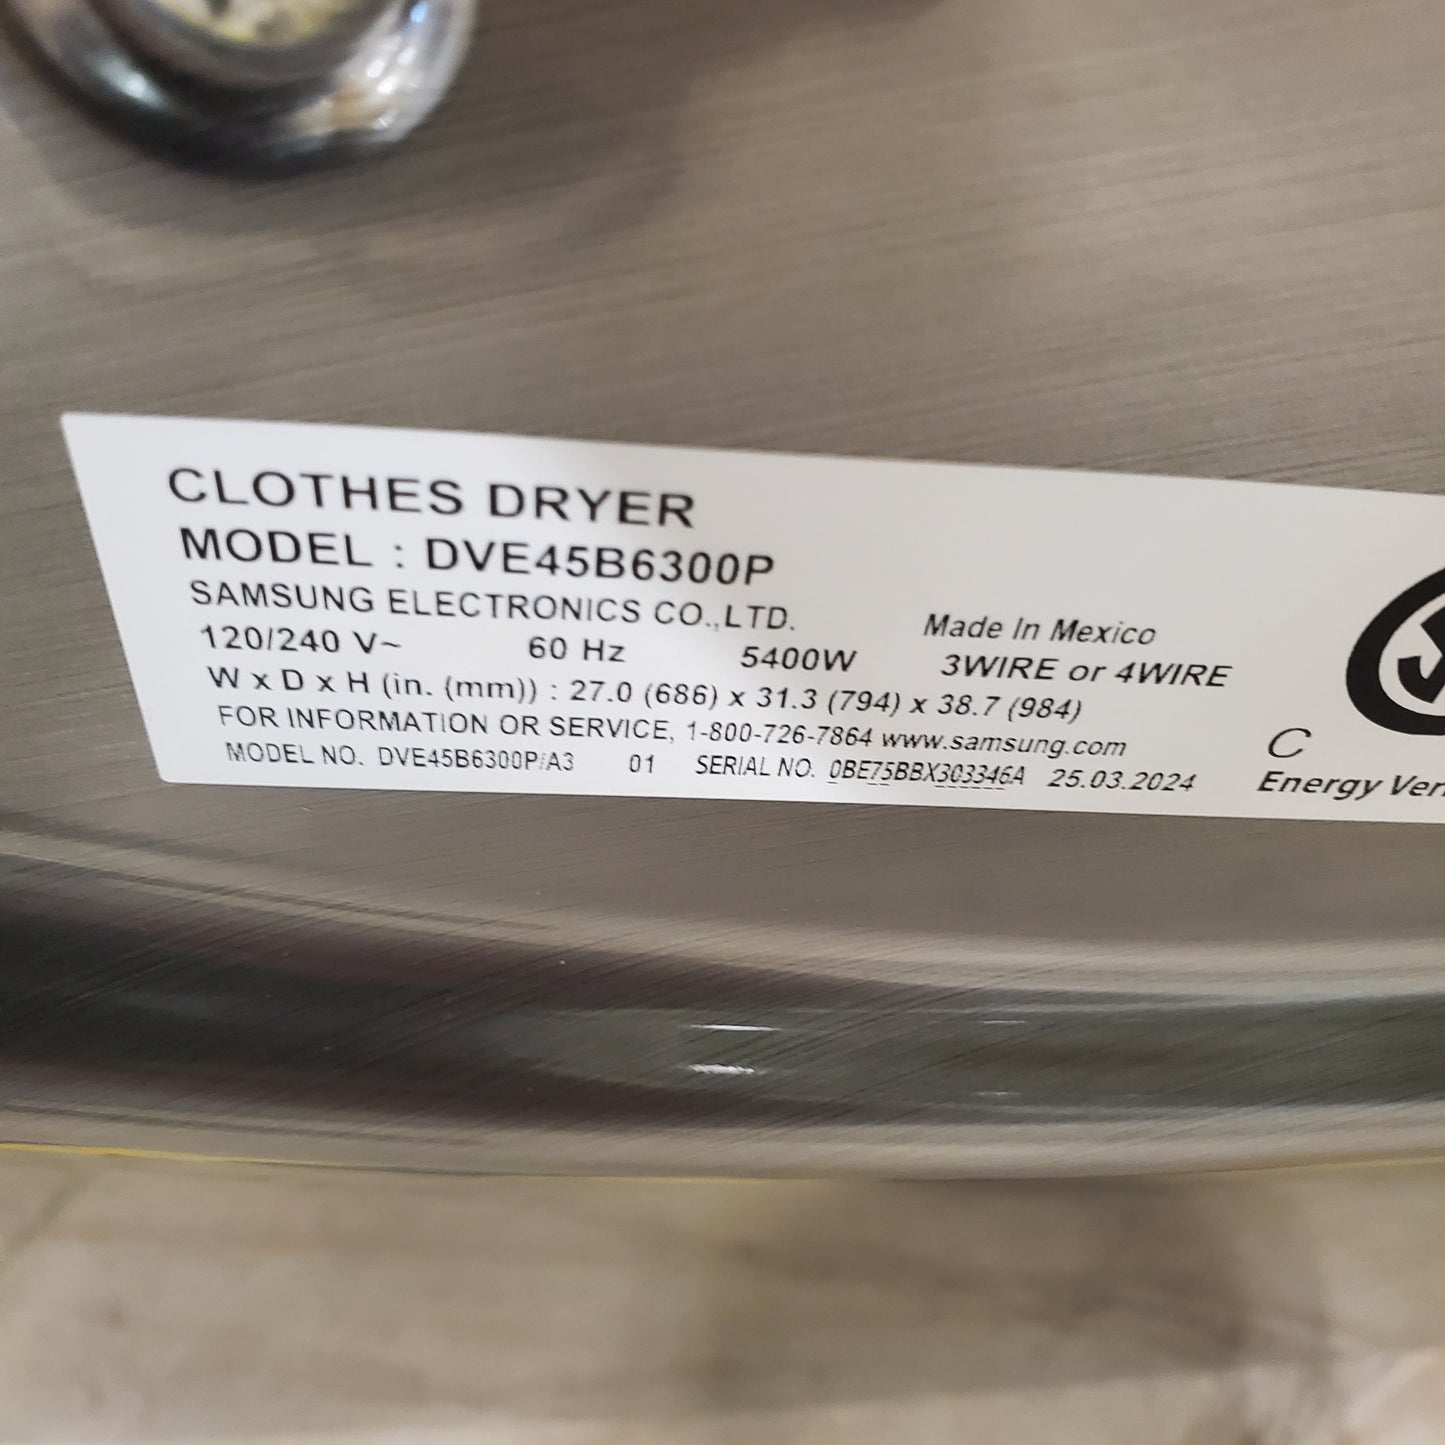 CLOTHES DRYER
MODEL : DVE45B6300P
SAMSUNG ELECTRONICS CO.,LTD. Made In Mexico
120/240 V~ 60 Hz 5400W 3WIRE or 4WIRE
W x D x H (in. (mm)) : 27.0 (686) x 31.3 (794) x 38.7 (984)
FOR INFORMATION OR SERVICE, 1-800-726-7864 www.samsung.com
MODEL NO. DVE45B6300P/A3 01 SERIAL NO. 0BE75BBX303346A 25.03.2024
C
Energy Ver